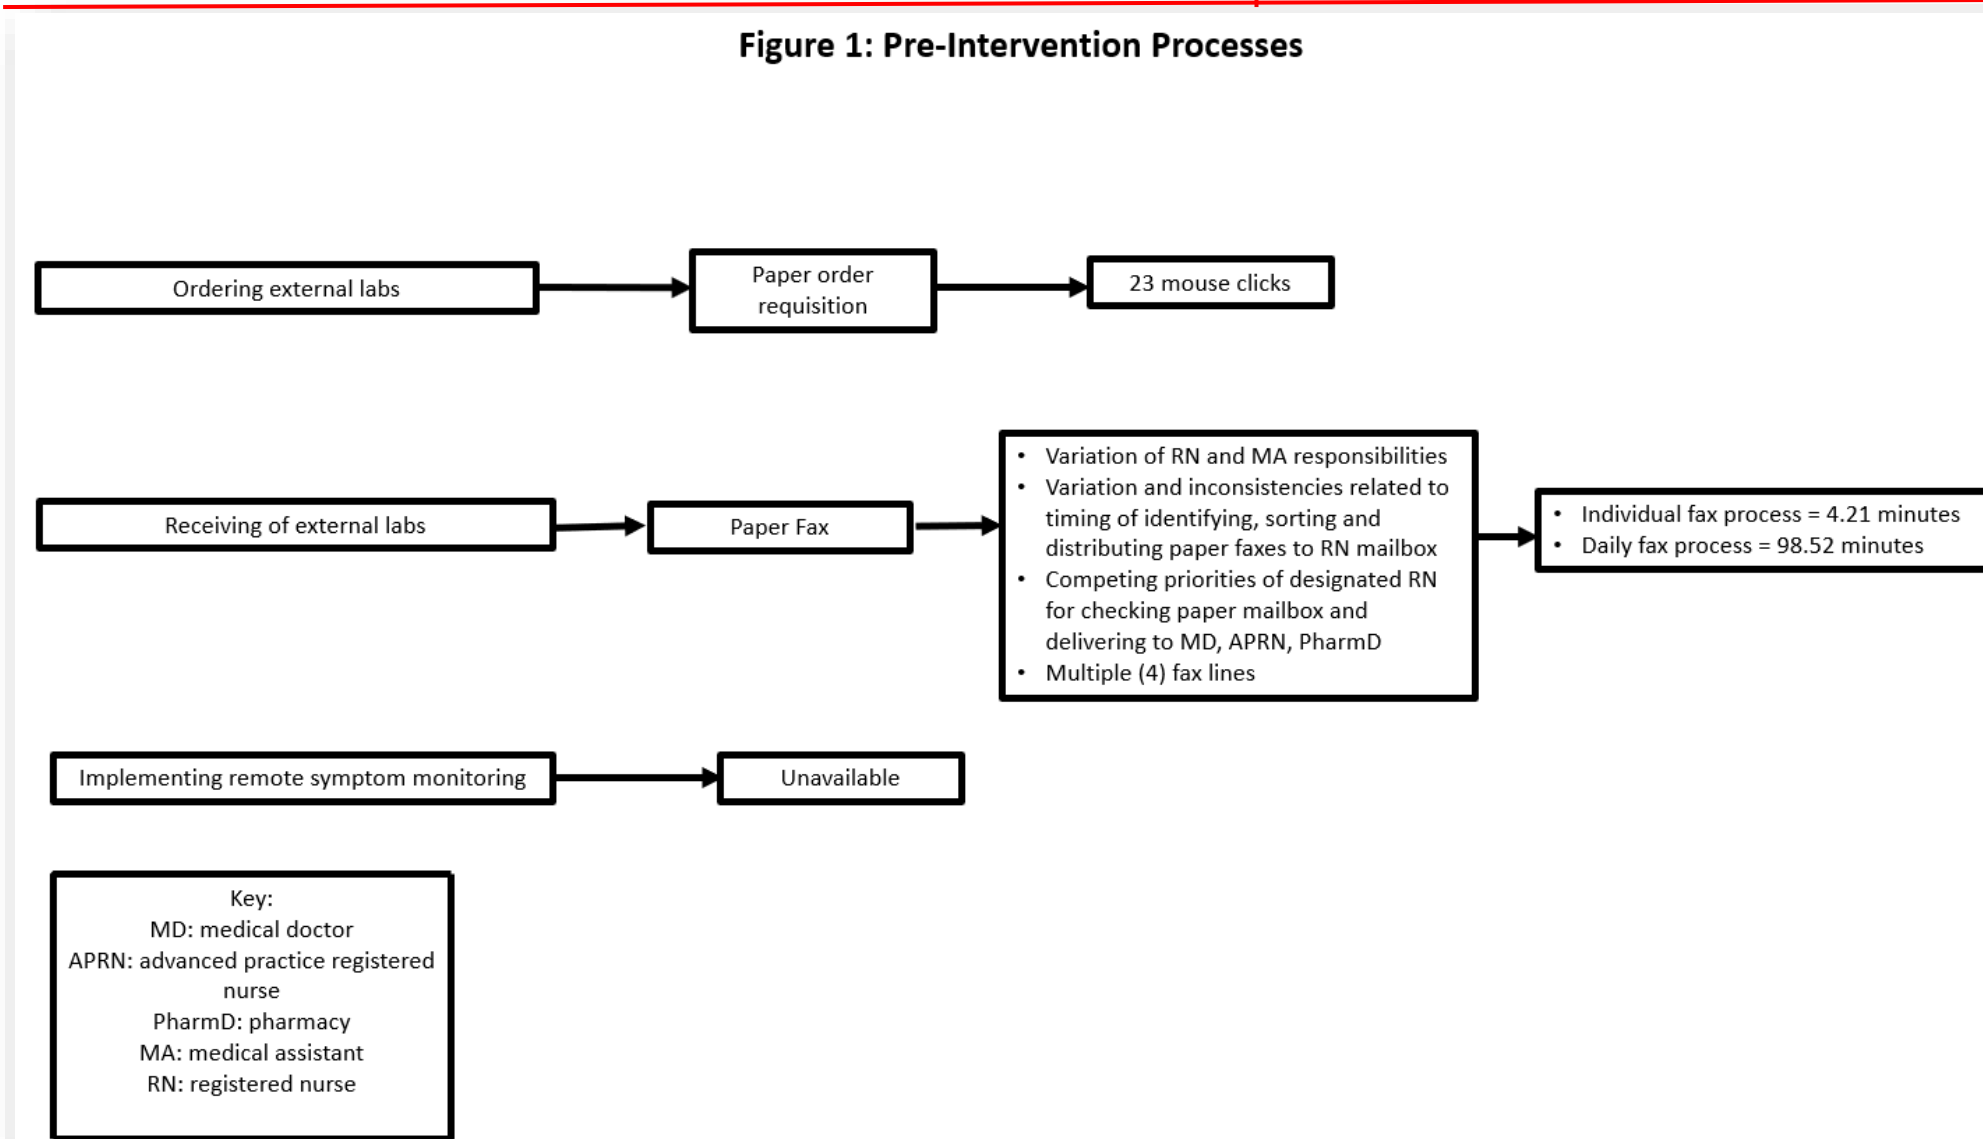 Figure 1: Pre-Intervention Processes
Ordering external labs
Paper order
requisition
23 mouse clicks
Receiving of external labs
Paper Fax
• Variation of RN and MA responsibilities
• Variation and inconsistencies related to
timing of identifying, sorting and
distributing paper faxes to RN mailbox
• Competing priorities of designated RN
for checking paper mailbox and
delivering to MD, APRN, PharmD
• Multiple (4) fax lines
• Individual fax process = 4.21 minutes
• Daily fax process = 98.52 minutes
Implementing remote symptom monitoring
Unavailable
Key:
MD: medical doctor
APRN: advanced practice registered
nurse
PharmD: pharmacy
MA: medical assistant
RN: registered nurse